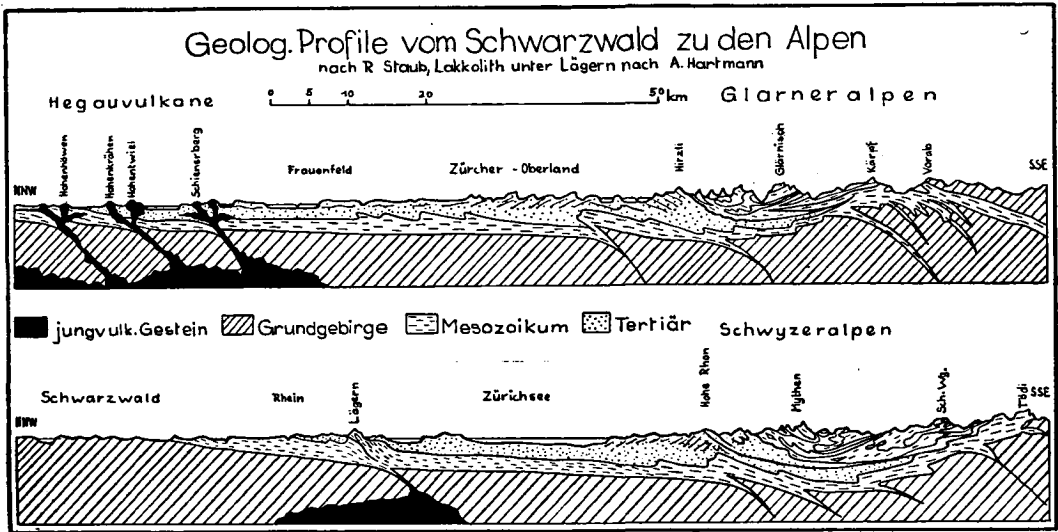 Geolog. Profile vom Schwarzwald zu den Alpen
nach R Staub, Lakkolith unter Lägern nach A. Hartmann
Hegauvulkane
0 5 10 20 50 km
Glarneralpen
Hohenhöwen
Hohenkrähen
Hohentwiel
Schienerberg
Frauenfeld
Zürcher-Oberland
Hirzli
Glärnisch
Kärpf
Vorab
NNW
SSE
jungvulk. Gestein
Grundgebirge
Mesozoikum
Tertiär
Schwyzeralpen
Schwarzwald
Rhein
Lägern
Zürichsee
Hohe Rhon
Mythen
Sch. Wg.
Tödi
NNW
SSE